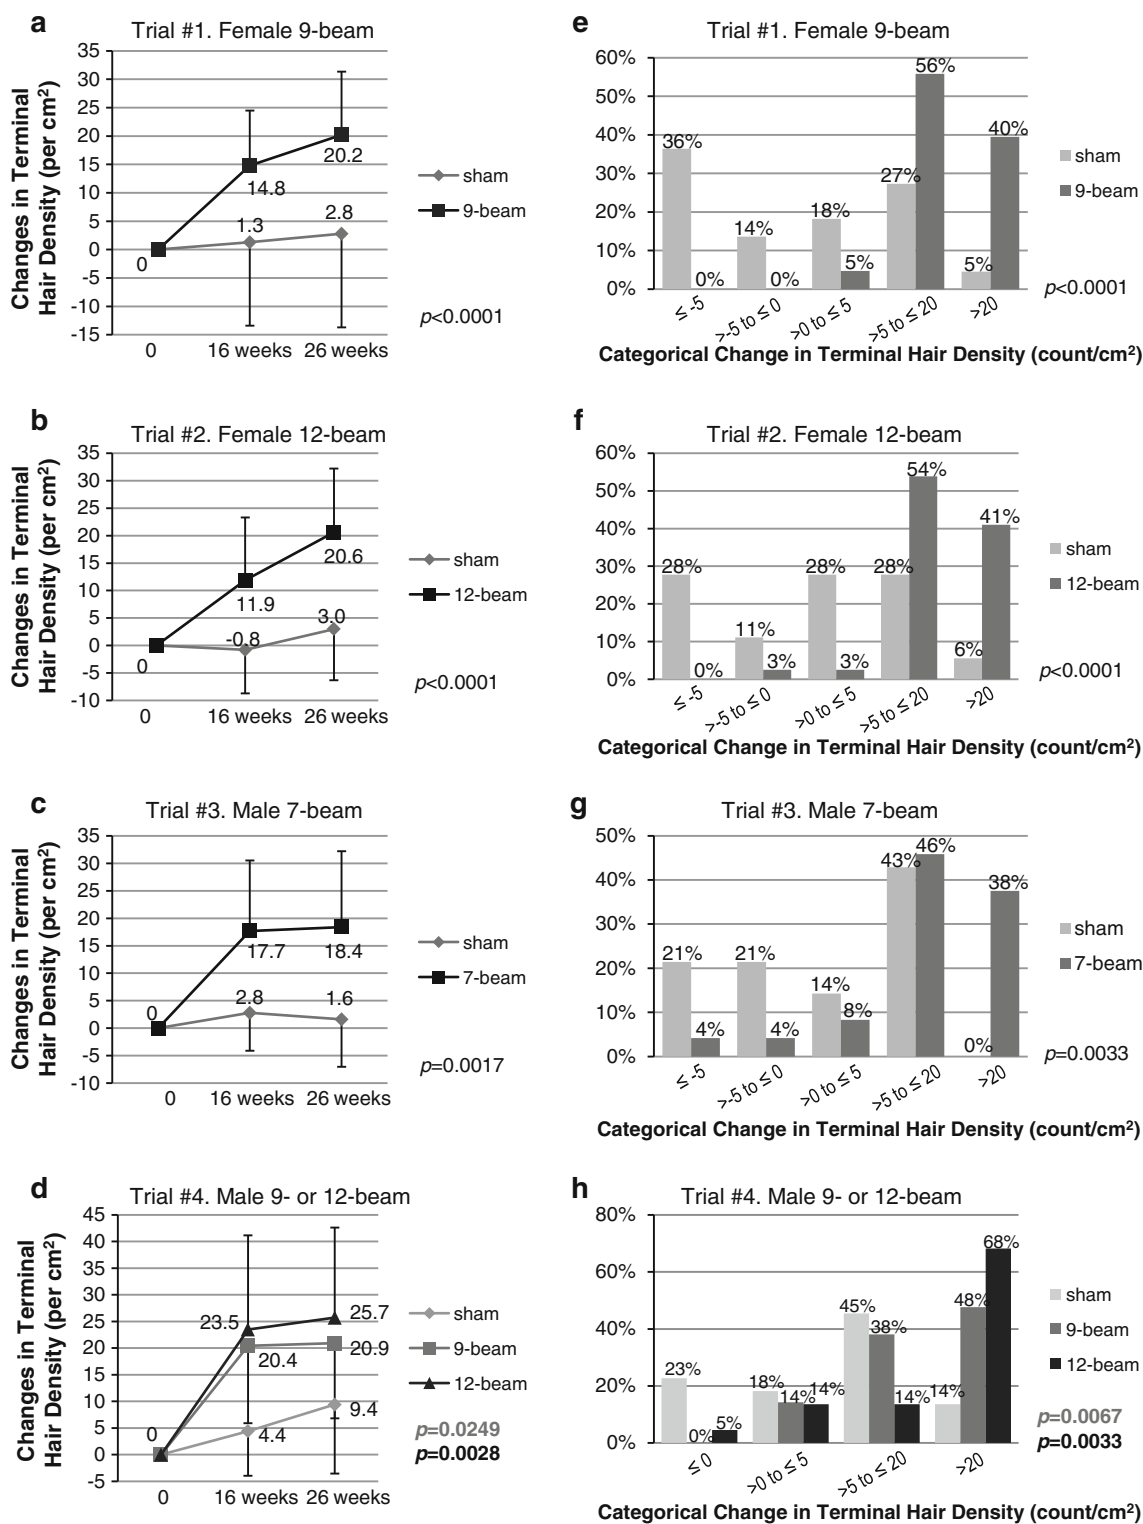 a
Trial #1. Female 9-beam
Changes in Terminal
Hair Density (per cm²)
35
30
25
20
15
10
5
0
-5
-10
-15
0
14.8
20.2
1.3
2.8
0
16 weeks
26 weeks
sham
9-beam
p<0.0001
e
Trial #1. Female 9-beam
60%
50%
40%
30%
20%
10%
0%
36%
0%
14%
0%
18%
5%
27%
56%
5%
40%
≤ -5
>-5 to ≤ 0
>0 to ≤ 5
>5 to ≤ 20
>20
sham
9-beam
p<0.0001
Categorical Change in Terminal Hair Density (count/cm²)
b
Trial #2. Female 12-beam
Changes in Terminal
Hair Density (per cm²)
35
30
25
20
15
10
5
0
-5
-10
0
11.9
20.6
-0.8
3.0
0
16 weeks
26 weeks
sham
12-beam
p<0.0001
f
Trial #2. Female 12-beam
60%
50%
40%
30%
20%
10%
0%
28%
0%
11%
3%
28%
3%
28%
54%
6%
41%
≤ -5
>-5 to ≤ 0
>0 to ≤ 5
>5 to ≤ 20
>20
sham
12-beam
p<0.0001
Categorical Change in Terminal Hair Density (count/cm²)
c
Trial #3. Male 7-beam
Changes in Terminal
Hair Density (per cm²)
35
30
25
20
15
10
5
0
-5
-10
0
17.7
18.4
2.8
1.6
0
16 weeks
26 weeks
sham
7-beam
p=0.0017
g
Trial #3. Male 7-beam
50%
40%
30%
20%
10%
0%
21%
4%
21%
4%
14%
8%
43%
46%
0%
38%
≤ -5
>-5 to ≤ 0
>0 to ≤ 5
>5 to ≤ 20
>20
sham
7-beam
p=0.0033
Categorical Change in Terminal Hair Density (count/cm²)
d
Trial #4. Male 9- or 12-beam
Changes in Terminal
Hair Density (per cm²)
45
40
35
30
25
20
15
10
5
0
-5
0
23.5
25.7
20.4
20.9
4.4
9.4
0
16 weeks
26 weeks
sham
9-beam
12-beam
p=0.0249
p=0.0028
h
Trial #4. Male 9- or 12-beam
80%
60%
40%
20%
0%
23%
0%
5%
18%
14%
14%
45%
38%
14%
14%
48%
68%
≤ 0
>0 to ≤ 5
>5 to ≤ 20
>20
sham
9-beam
12-beam
p=0.0067
p=0.0033
Categorical Change in Terminal Hair Density (count/cm²)